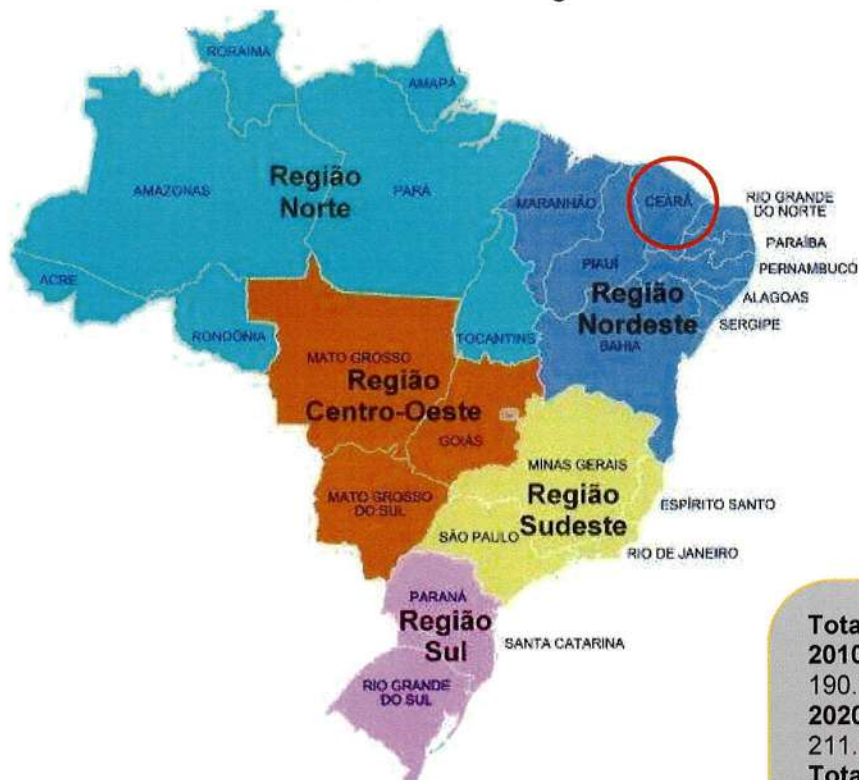 RORAIMA
AMAPÁ
AMAZONAS
Região
Norte
PARÁ
MARANHÃO
CEARÁ
RIO GRANDE
DO NORTE
PARAÍBA
PIAUÍ
PERNAMBUCO
ACRE
Região
Nordeste
ALAGOAS
SERGIPE
RONDÔNIA
TOCANTINS
BAHIA
MATO GROSSO
Região
Centro-Oeste
GOIÁS
MINAS GERAIS
MATO GROSSO
DO SUL
Região
Sudeste
ESPÍRITO SANTO
SÃO PAULO
RIO DE JANEIRO
PARANÁ
Região
Sul
SANTA CATARINA
RIO GRANDE
DO SUL
Tota
2010
190.
2020
211.
Tota